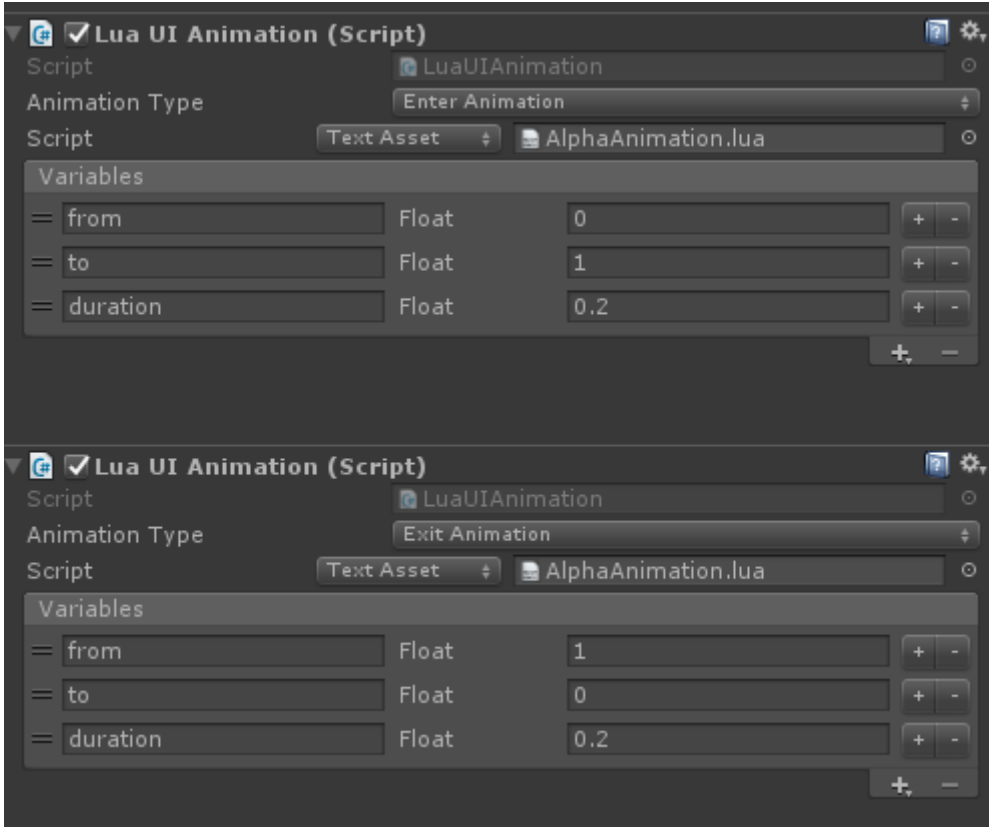 Lua UI Animation (Script)
Script LuaUIAnimation
Animation Type Enter Animation
Script Text Asset AlphaAnimation.lua
Variables
from Float 0 + -
to Float 1 + -
duration Float 0.2 + -
+ -
Lua UI Animation (Script)
Script LuaUIAnimation
Animation Type Exit Animation
Script Text Asset AlphaAnimation.lua
Variables
from Float 1 + -
to Float 0 + -
duration Float 0.2 + -
+ -